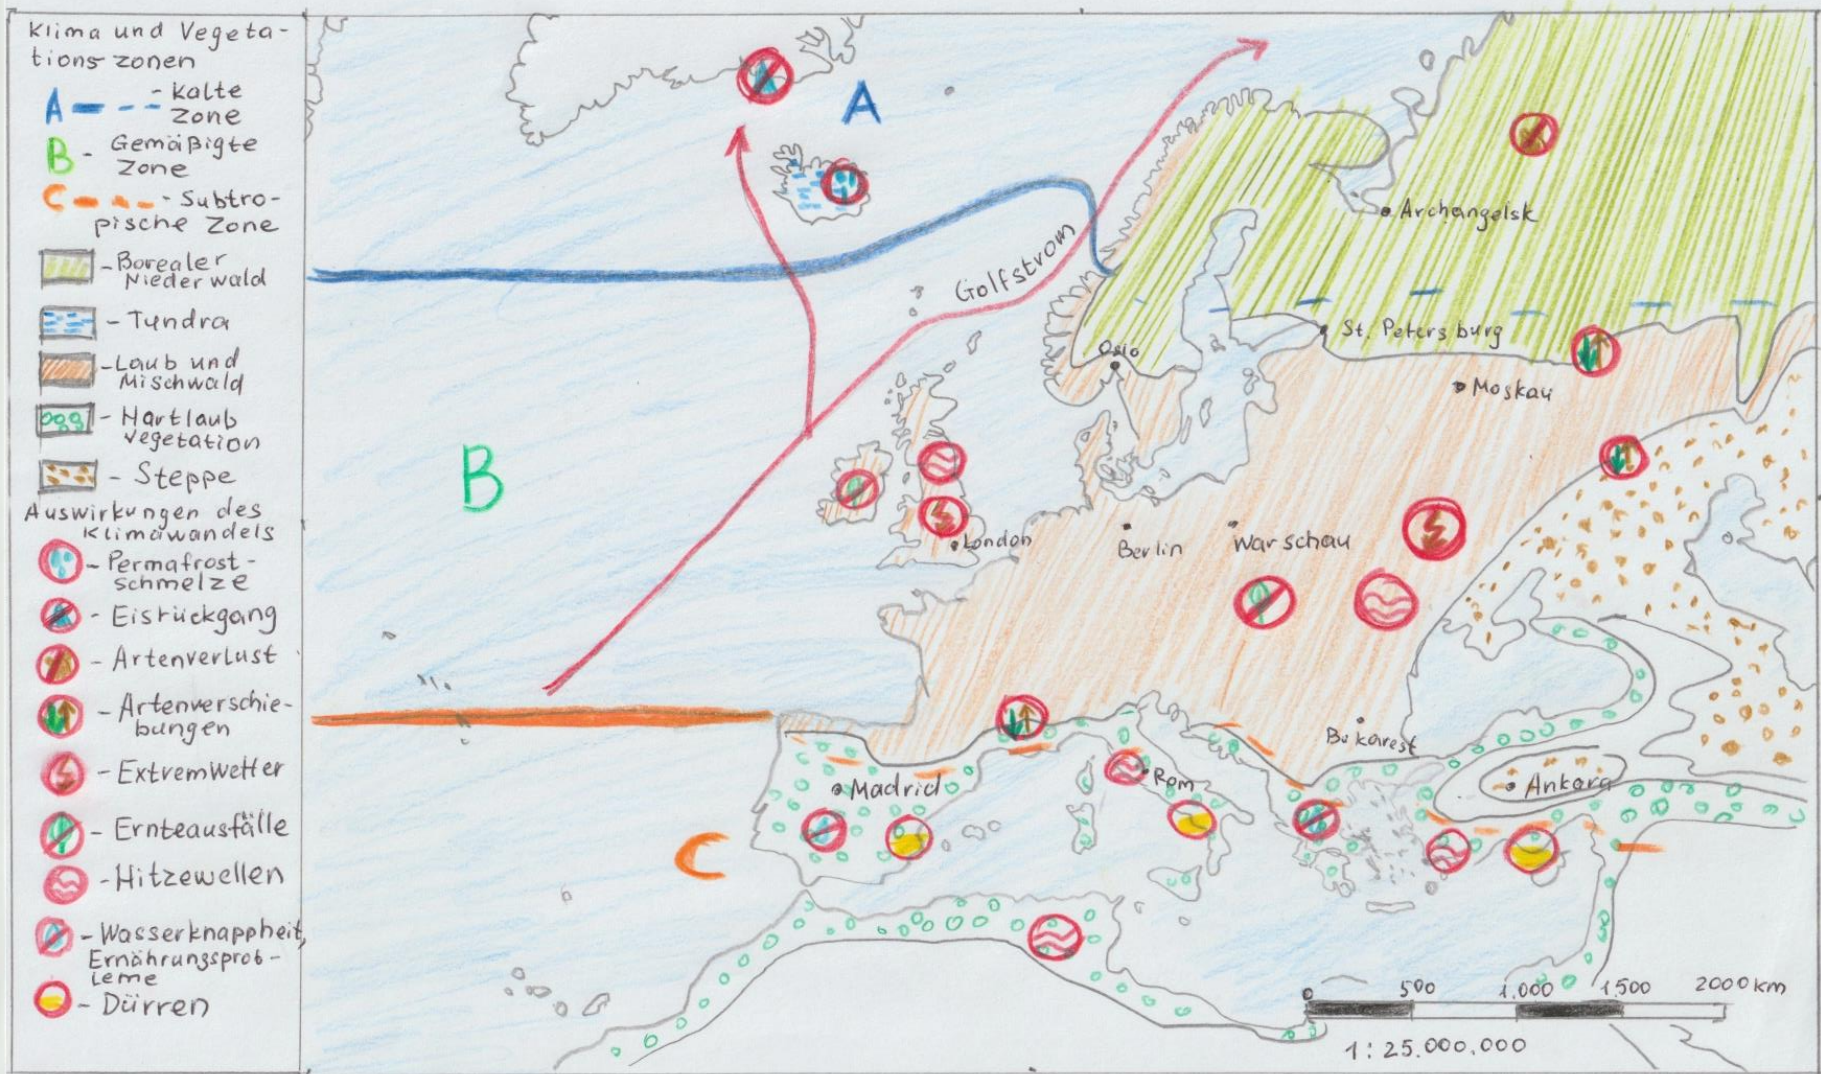 Klima und Vegeta-
tions zonen
A - Kalte
Zone
B - Gemäßigte
Zone
C - Subtro-
pische Zone
- Borealer
Niederwald
- Tundra
- Laub und
Mischwald
- Hartlaub
vegetation
- Steppe
Auswirkungen des
Klimawandels
- Permafrost-
schmelze
- Eisrückgang
- Artenverlust
- Artenverschie-
bungen
- Extremwetter
- Ernteausfälle
- Hitzewellen
- Wasserknappheit,
Ernährungsprob-
leme
- Dürren
A
Archangelsk
Golfstrom
St. Petersburg
Oslo
Moskau
B
London
Berlin
Warschau
Bukarest
Madrid
Rom
Ankara
C
0 500 1.000 1.500 2000 km
1:25.000.000